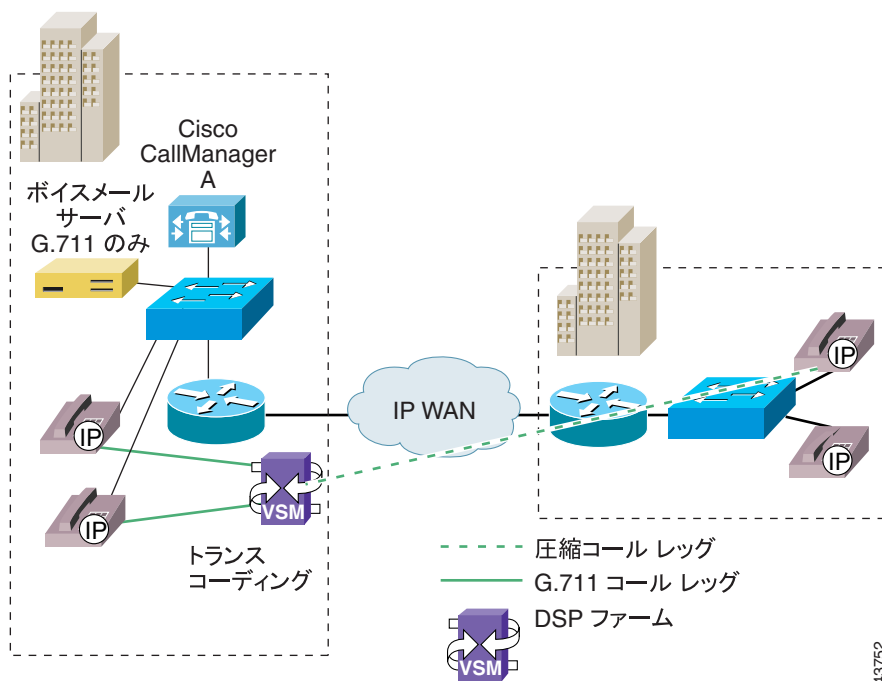 Cisco
CallManager
A
ボイスメール
サーバ
G.711 のみ
IP
IP
VSM
トランス
コーディング
IP WAN
IP
IP
圧縮コール レッグ
G.711 コール レッグ
DSP ファーム
VSM